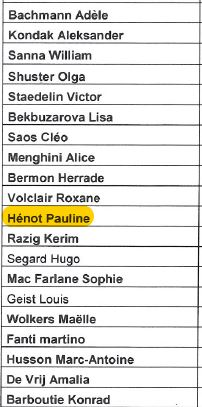 Bachmann Adèle
Kondak Aleksander
Sanna William
Shuster Olga
Staedelin Victor
Bekbuzarova Lisa
Saos Cléo
Menghini Alice
Bermon Herrade
Volclair Roxane
Hénot Pauline
Razig Kerim
Segard Hugo
Mac Farlane Sophie
Geist Louis
Wolkers Maëlle
Fanti martino
Husson Marc-Antoine
De Vrij Amalia
Barboutie Konrad